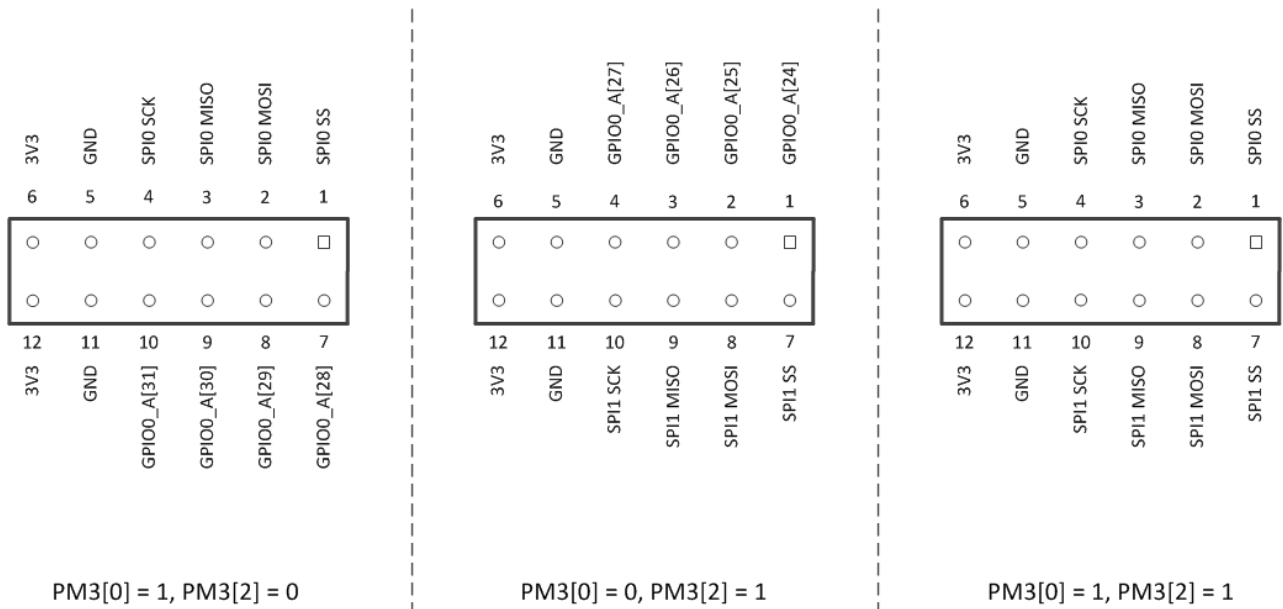 3V3 GND SPI0 SCK SPI0 MISO SPI0 MOSI SPI0 SS
6 5 4 3 2 1
12 11 10 9 8 7
3V3 GND GPIO0_A[31] GPIO0_A[30] GPIO0_A[29] GPIO0_A[28]
PM3[0] = 1, PM3[2] = 0
3V3 GND GPIO0_A[27] GPIO0_A[26] GPIO0_A[25] GPIO0_A[24]
6 5 4 3 2 1
12 11 10 9 8 7
3V3 GND SPI1 SCK SPI1 MISO SPI1 MOSI SPI1 SS
PM3[0] = 0, PM3[2] = 1
3V3 GND SPI0 SCK SPI0 MISO SPI0 MOSI SPI0 SS
6 5 4 3 2 1
12 11 10 9 8 7
3V3 GND SPI1 SCK SPI1 MISO SPI1 MOSI SPI1 SS
PM3[0] = 1, PM3[2] = 1